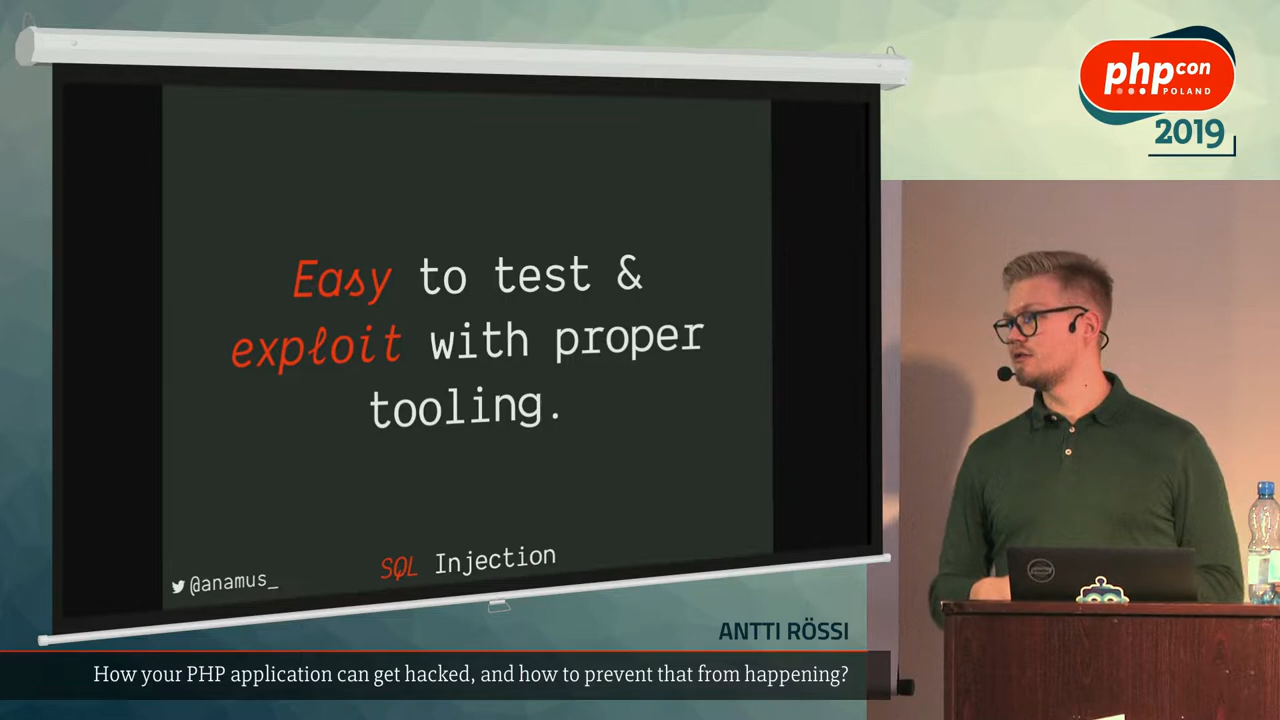 Easy to test &
exploit with proper
tooling.
SQL Injection
@anamus_
php con
POLAND
2019
ANTTI RÖSSI
How your PHP application can get hacked, and how to prevent that from happening?